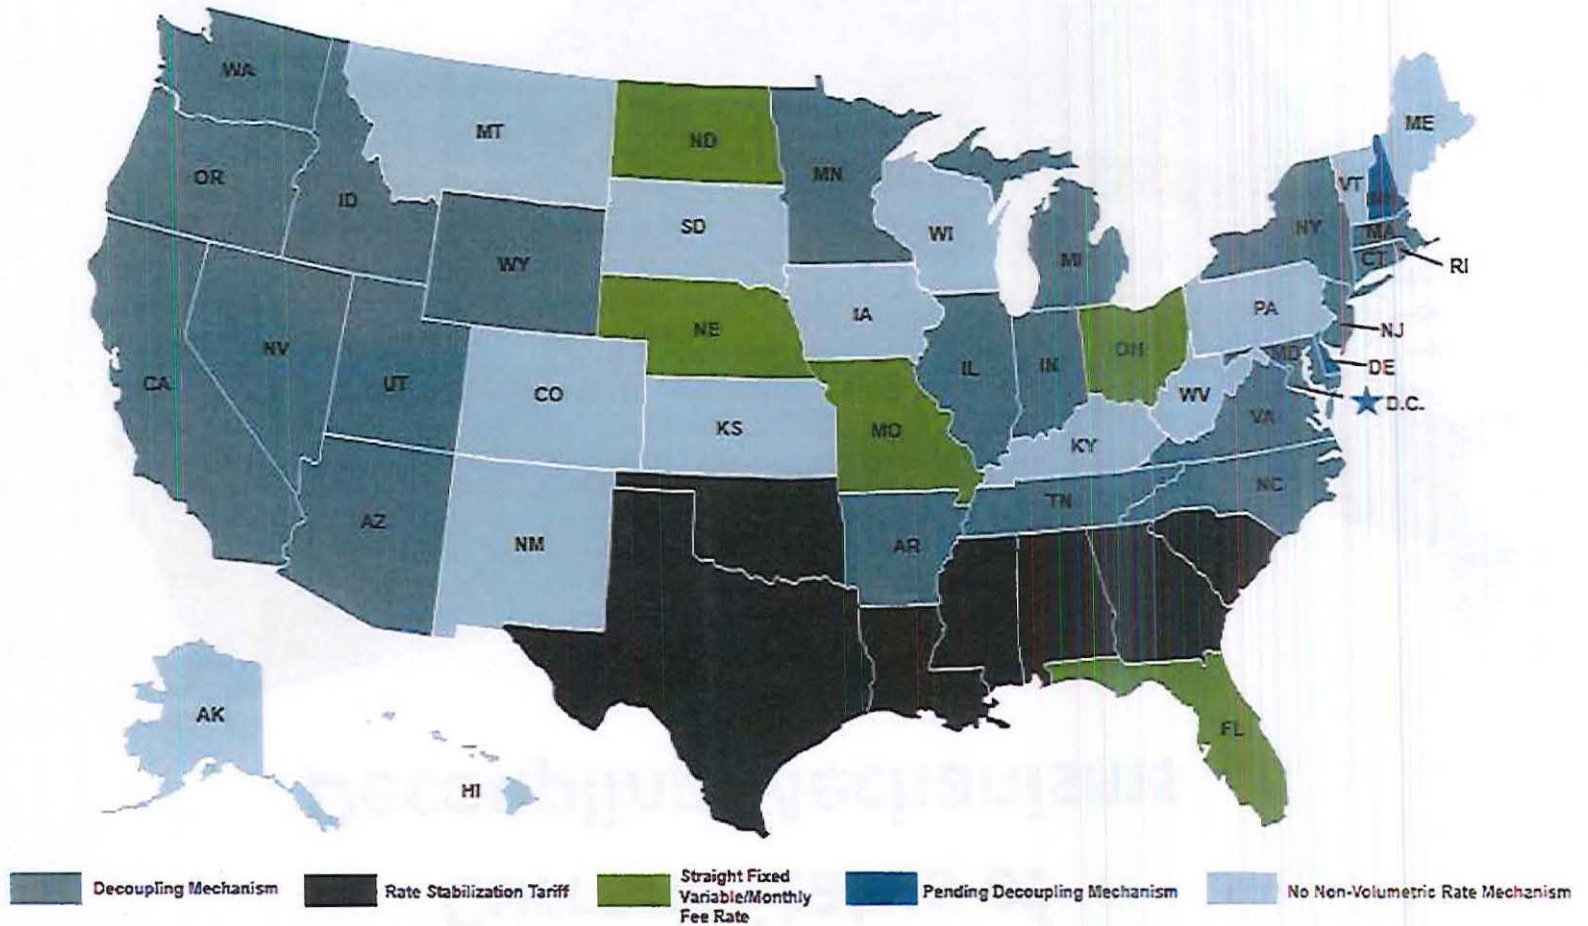 WA
MT
ND
MN
ME
OR
ID
VT
NH
SD
WI
NY
MA
WY
MI
CT
RI
IA
PA
NE
NJ
NV
OH
MD
UT
IL
IN
DE
CA
CO
WV
D.C.
KS
MO
VA
KY
NC
TN
AZ
NM
AR
AK
FL
HI
Decoupling Mechanisms
Decoupling Mechanism
Rate Stabilization Tariff
Straight Fixed
Variable/Monthly
Fee Rate
Pending Decoupling Mechanism
No Non-Volumetric Rate Mechanism